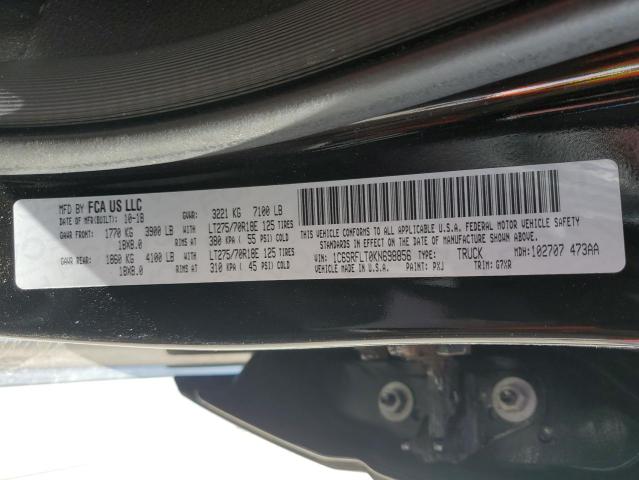 MFD BY FCA US LLC
DATE OF MFR(BUILT): 10-18 GVWR: 3221 KG 7100 LB
GAWR FRONT: 1770 KG 3900 LB WITH LT275/70R18E 125 TIRES
18X8.0 RIMS AT 380 KPA ( 55 PSI) COLD
GAWR REAR: 1860 KG 4100 LB WITH LT275/70R18E 125 TIRES
18X8.0 RIMS AT 310 KPA ( 45 PSI) COLD
THIS VEHICLE CONFORMS TO ALL APPLICABLE U.S.A. FEDERAL MOTOR VEHICLE SAFETY
STANDARDS IN EFFECT ON THE DATE OF MANUFACTURE SHOWN ABOVE.
VIN: 1C6SRFLT0KN698856 TYPE: TRUCK MDH:102707 473AA
VEHICLE MADE IN U.S.A. PAINT: PXJ TRIM: G7XR